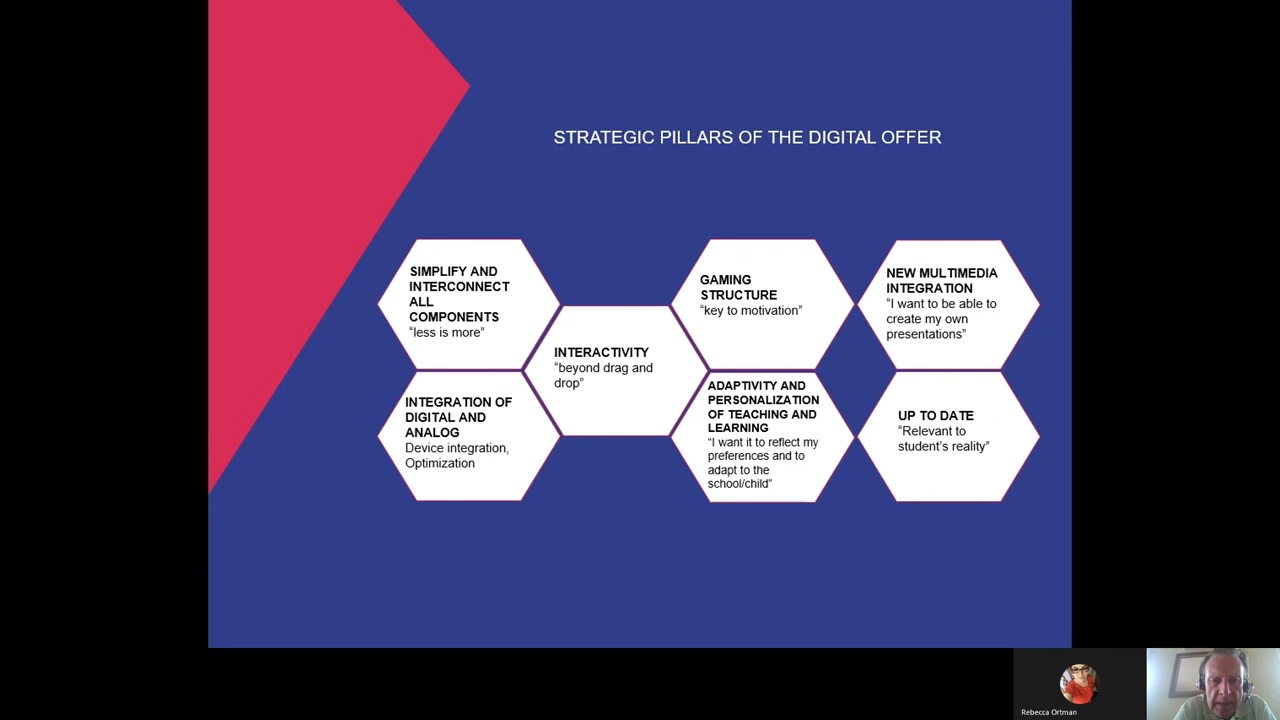 STRATEGIC PILLARS OF THE DIGITAL OFFER
SIMPLIFY AND
INTERCONNECT
ALL
COMPONENTS
“less is more”
INTEGRATION OF
DIGITAL AND
ANALOG
Device integration,
Optimization
INTERACTIVITY
“beyond drag and
drop”
GAMING
STRUCTURE
“key to motivation”
ADAPTIVITY AND
PERSONALIZATION
OF TEACHING AND
LEARNING
“I want it to reflect my
preferences and to
adapt to the
school/child”
NEW MULTIMEDIA
INTEGRATION
“I want to be able to
create my own
presentations”
UP TO DATE
“Relevant to
student’s reality”
Rebecca Ortman